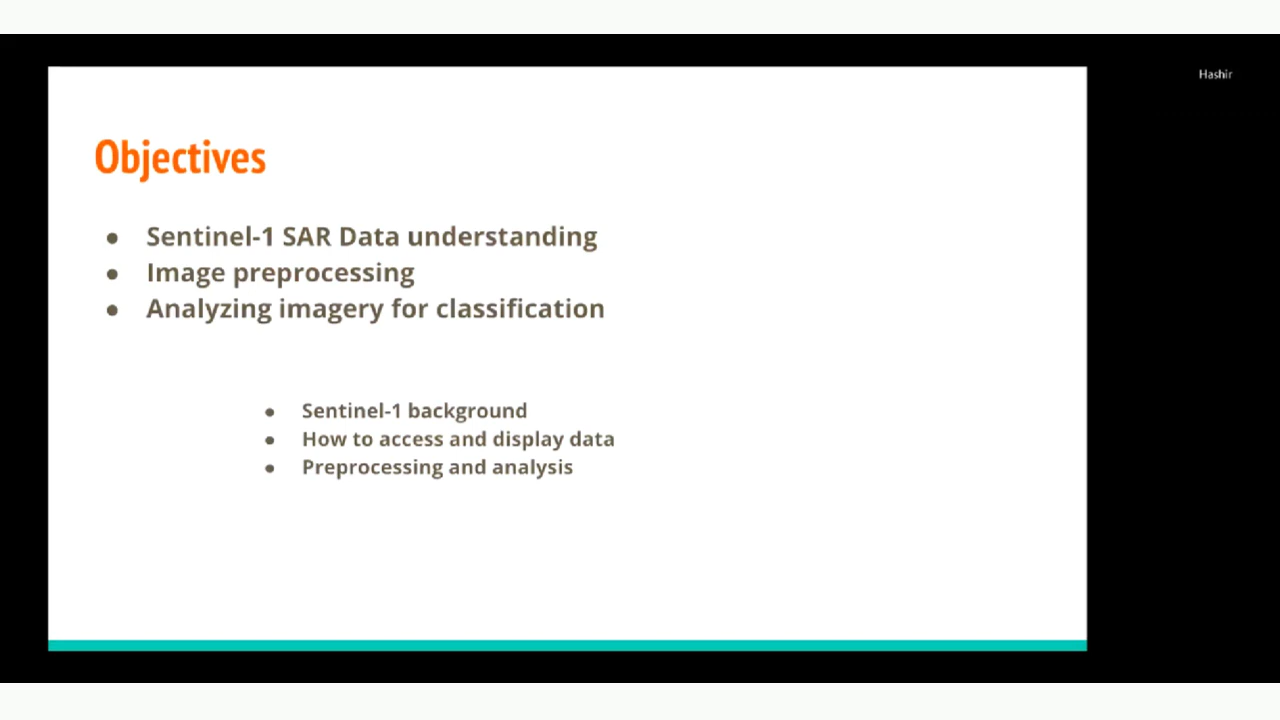 Hashir
Objectives
● Sentinel-1 SAR Data understanding
● Image preprocessing
● Analyzing imagery for classification
● Sentinel-1 background
● How to access and display data
● Preprocessing and analysis